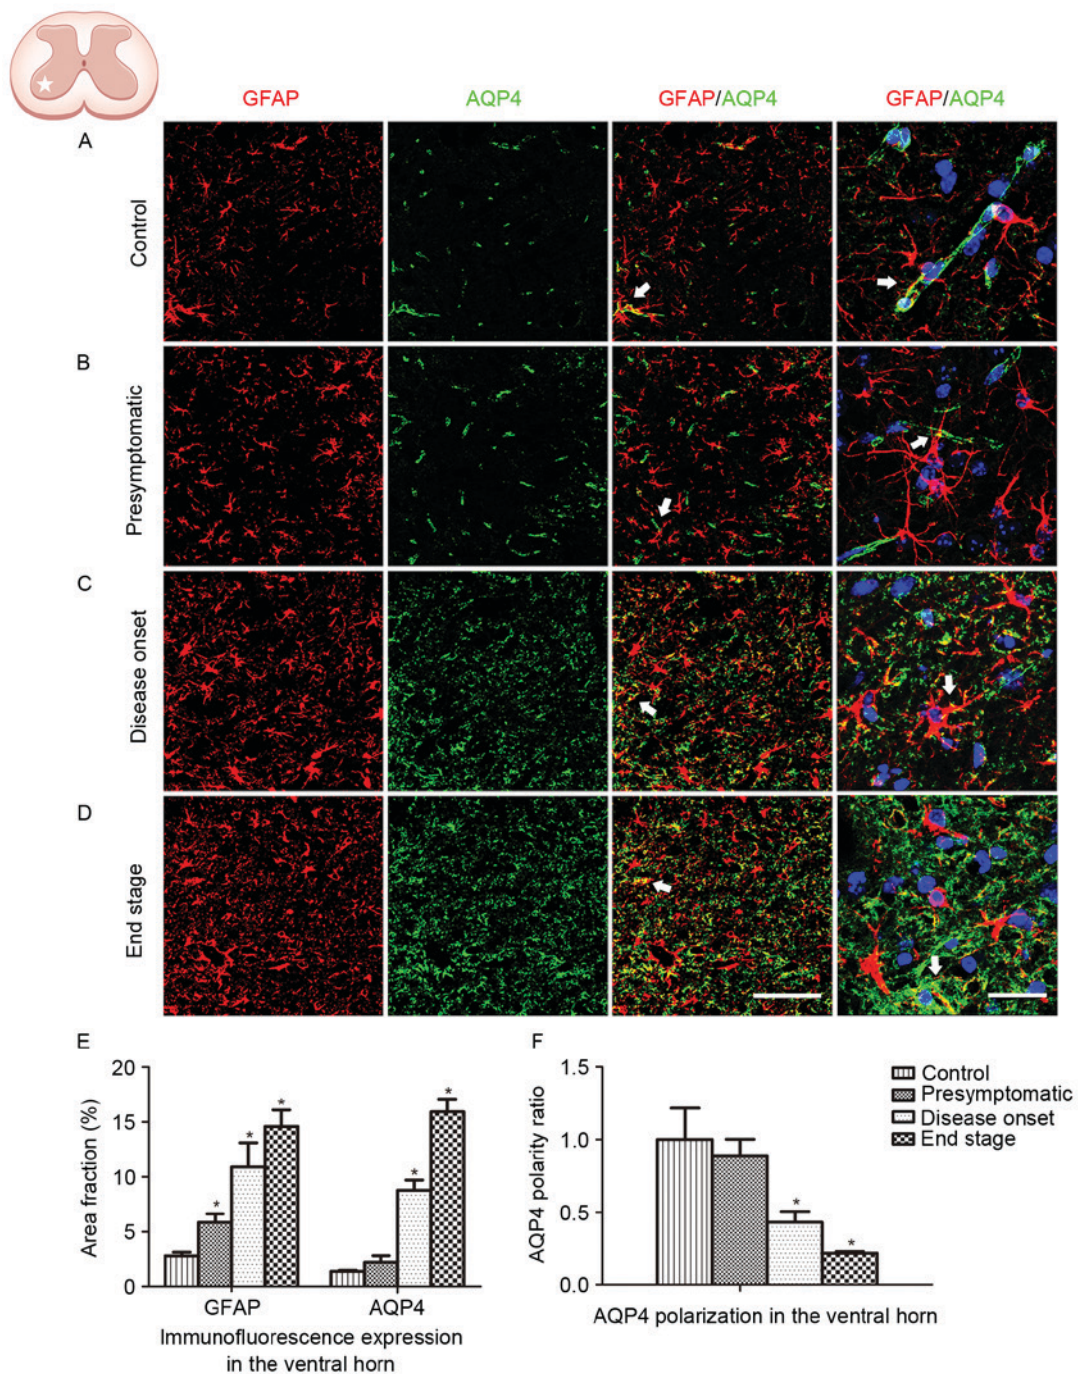 GFAP AQP4 GFAP/AQP4 GFAP/AQP4
A
Control
B
Presymptomatic
C
Disease onset
D
End stage
E
20
15
10
5
0
Area fraction (%)
* * * * *
GFAP AQP4
Immunofluorescence expression
in the ventral horn
F
1.5
1.0
0.5
0.0
AQP4 polarity ratio
* *
AQP4 polarization in the ventral horn
Control
Presymptomatic
Disease onset
End stage